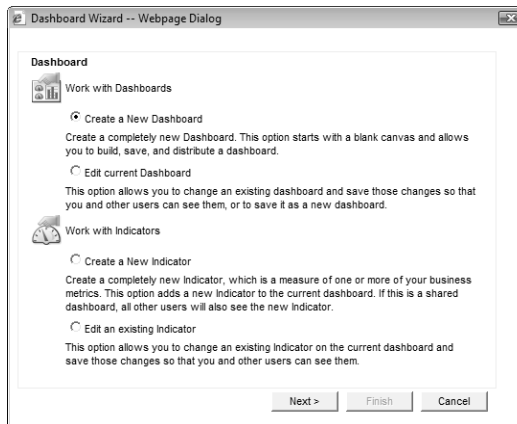 Dashboard Wizard -- Webpage Dialog
Dashboard
Work with Dashboards
Create a New Dashboard
Create a completely new Dashboard. This option starts with a blank canvas and allows
you to build, save, and distribute a dashboard.
Edit current Dashboard
This option allows you to change an existing dashboard and save those changes so that
you and other users can see them, or to save it as a new dashboard.
Work with Indicators
Create a New Indicator
Create a completely new Indicator, which is a measure of one or more of your business
metrics. This option adds a new Indicator to the current dashboard. If this is a shared
dashboard, all other users will also see the new Indicator.
Edit an existing Indicator
This option allows you to change an existing Indicator on the current dashboard and
save those changes so that you and other users can see them.
Next > Finish Cancel